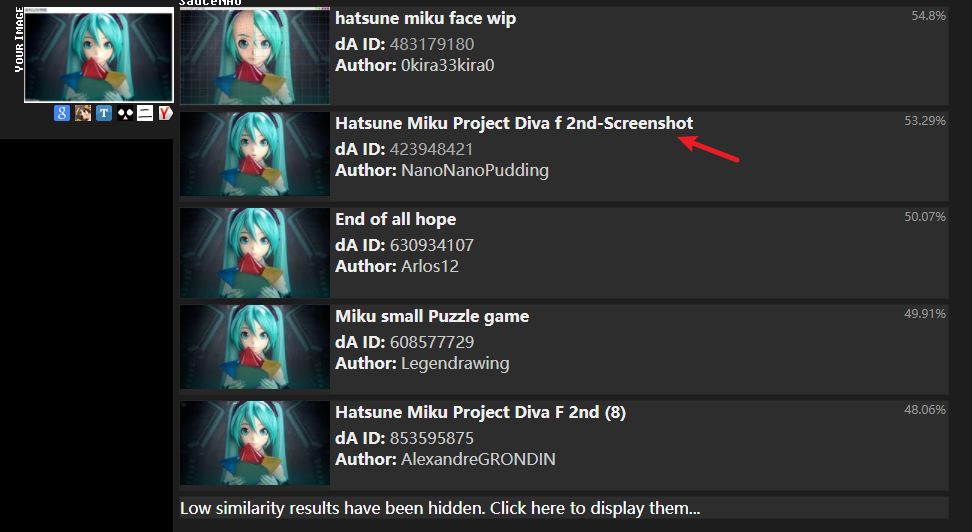 SauceNAO
YOUR IMAGE
hatsune miku face wip
54.8%
dA ID: 483179180
Author: 0kira33kira0
Hatsune Miku Project Diva f 2nd-Screenshot
53.29%
dA ID: 423948421
Author: NanoNanoPudding
End of all hope
50.07%
dA ID: 630934107
Author: Arlos12
Miku small Puzzle game
49.91%
dA ID: 608577729
Author: Legendrawing
Hatsune Miku Project Diva F 2nd (8)
48.06%
dA ID: 853595875
Author: AlexandreGRONDIN
Low similarity results have been hidden. Click here to display them...